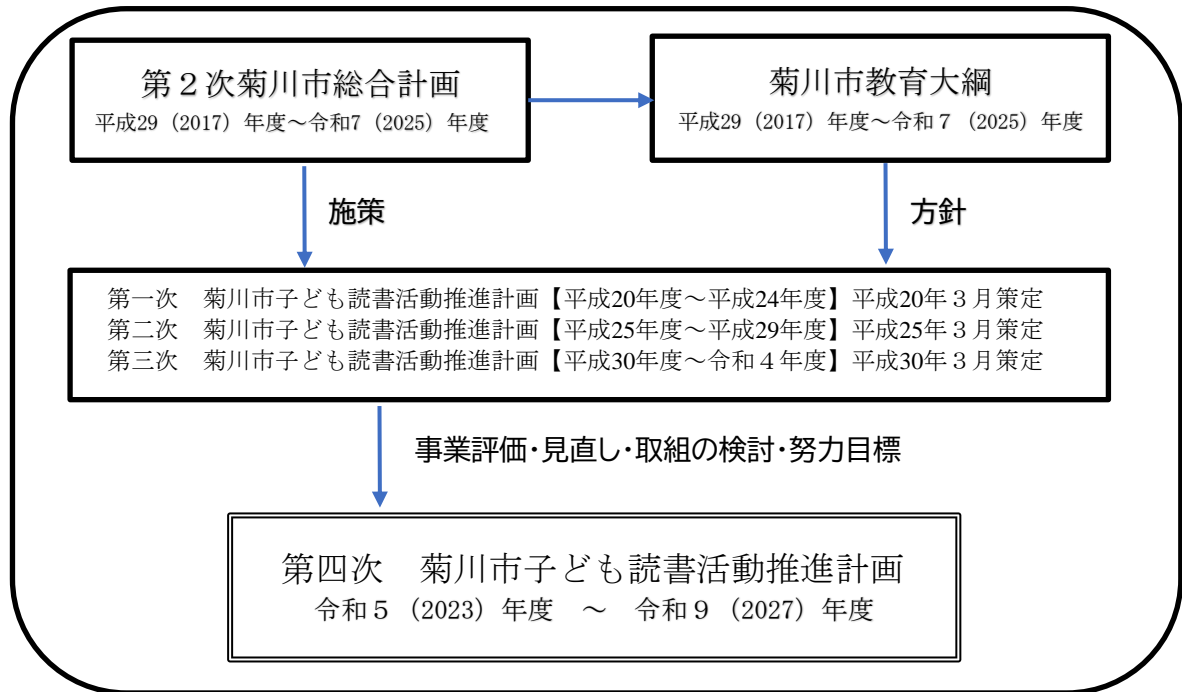 第２次菊川市総合計画
平成29（2017）年度～令和7（2025）年度
菊川市教育大綱
平成29（2017）年度～令和７（2025）年度
施策
方針
第一次　菊川市子ども読書活動推進計画【平成20年度～平成24年度】平成20年３月策定
第二次　菊川市子ども読書活動推進計画【平成25年度～平成29年度】平成25年３月策定
第三次　菊川市子ども読書活動推進計画【平成30年度～令和４年度】平成30年３月策定
事業評価・見直し・取組の検討・努力目標
第四次　菊川市子ども読書活動推進計画
令和５（2023）年度　～　令和９（2027）年度